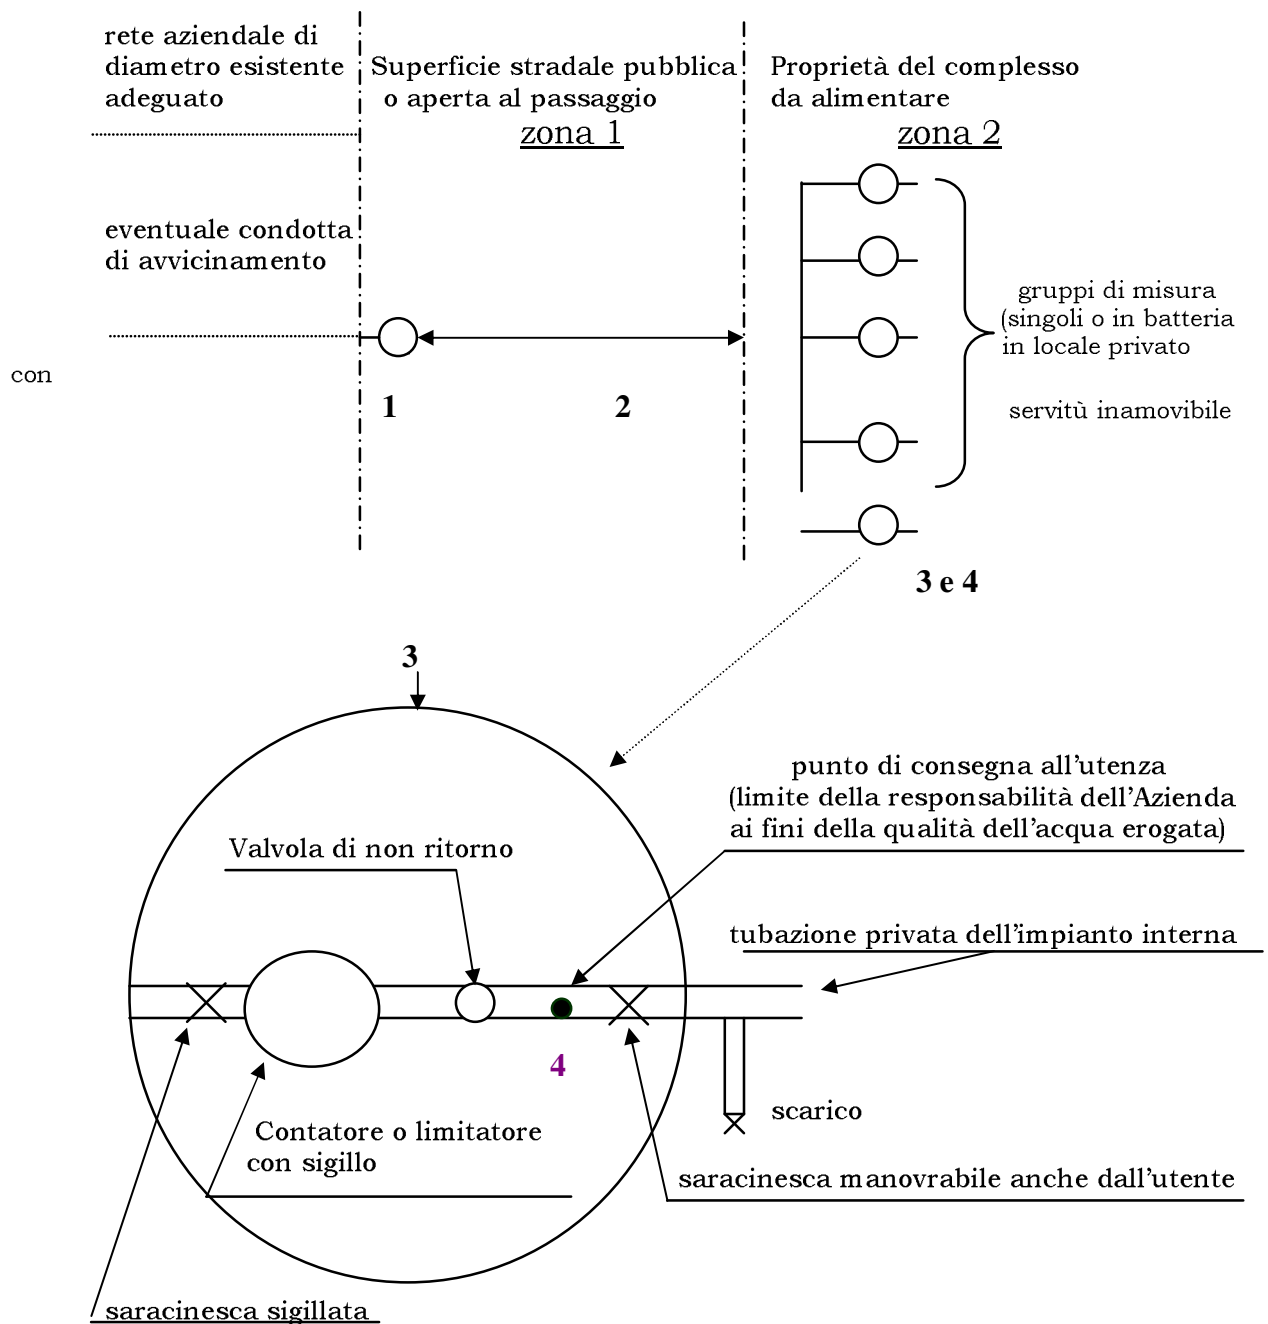 rete aziendale di
diametro esistente
adeguato
Superficie stradale pubblica
o aperta al passaggio
zona 1
Proprietà del complesso
da alimentare
zona 2
eventuale condotta
di avvicinamento
con
1
2
gruppi di misura
(singoli o in batteria
in locale privato
servitù inamovibile
3 e 4
3
punto di consegna all'utenza
(limite della responsabilità dell'Azienda
ai fini della qualità dell'acqua erogata)
Valvola di non ritorno
tubazione privata dell'impianto interna
4
scarico
Contatore o limitatore
con sigillo
saracinesca manovrabile anche dall'utente
saracinesca sigillata